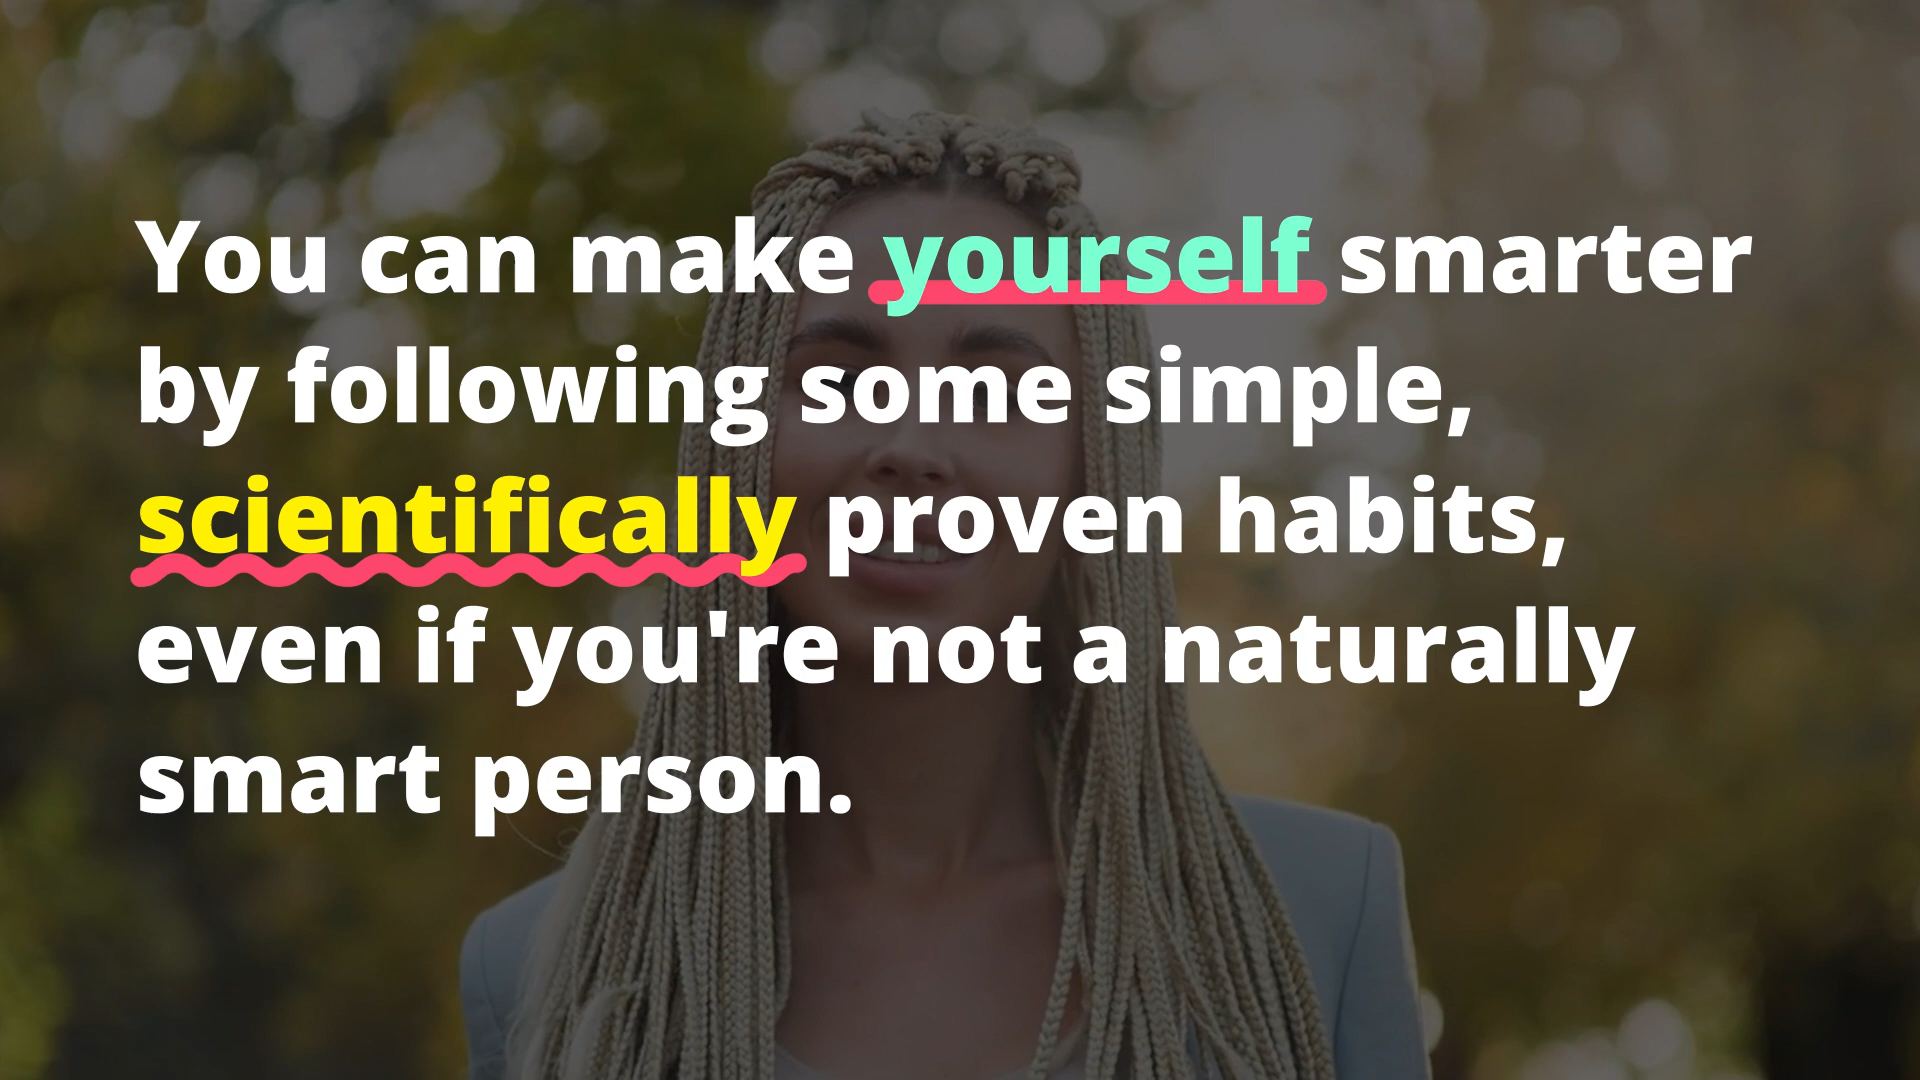 You can make yourself smarter
by following some simple,
scientifically proven habits,
even if you're not a naturally
smart person.